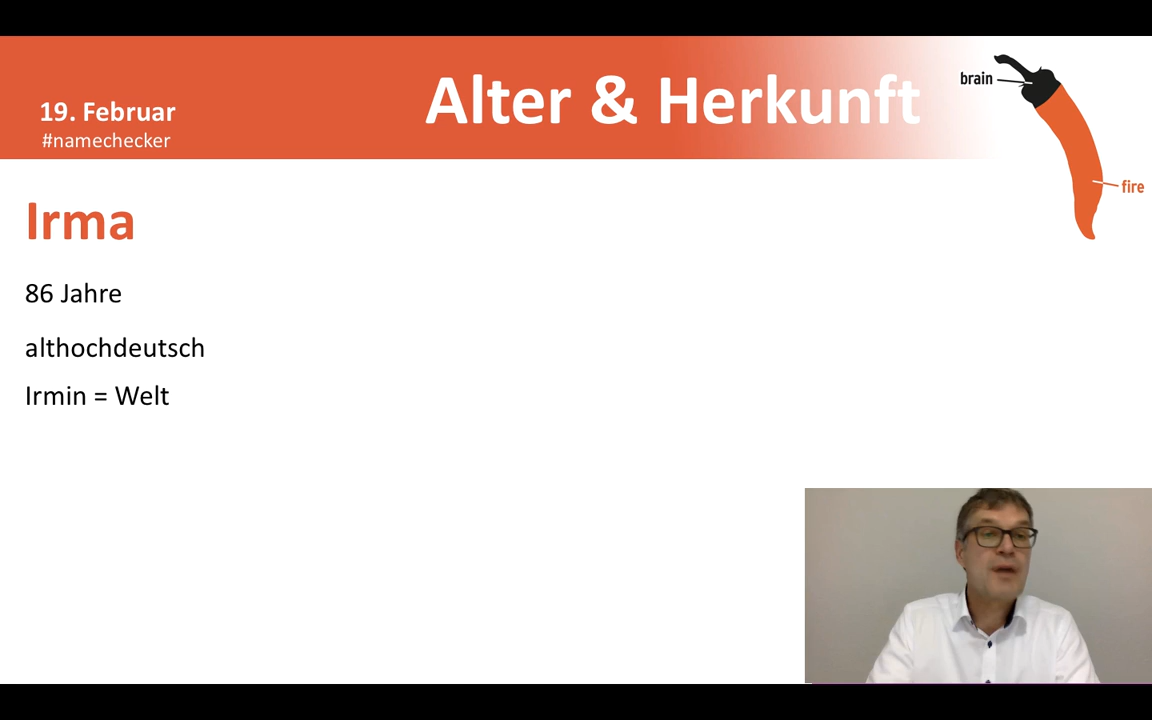 Alter & Herkunft
19. Februar
#namechecker
brain
fire
Irma
86 Jahre
althochdeutsch
Irmin = Welt